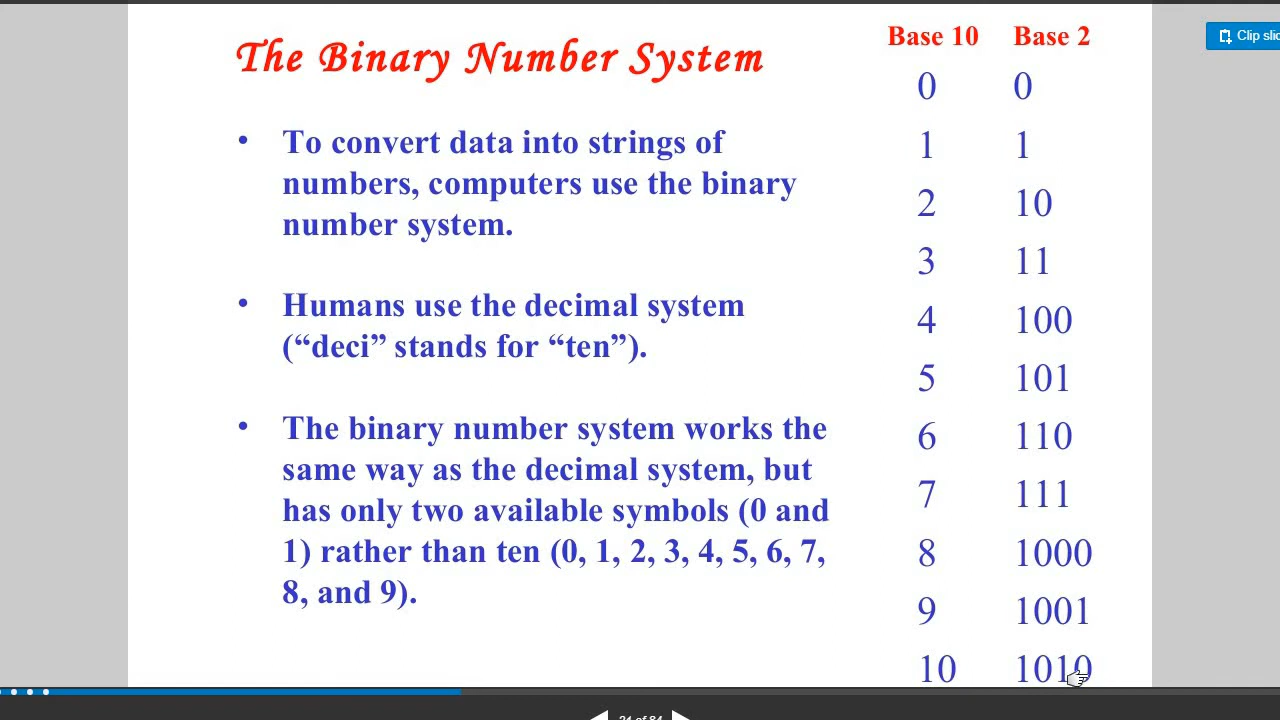 The Binary Number System
• To convert data into strings of
numbers, computers use the binary
number system.
• Humans use the decimal system
(“deci” stands for “ten”).
• The binary number system works the
same way as the decimal system, but
has only two available symbols (0 and
1) rather than ten (0, 1, 2, 3, 4, 5, 6, 7,
8, and 9).
Base 10 Base 2
0 0
1 1
2 10
3 11
4 100
5 101
6 110
7 111
8 1000
9 1001
10 1010
Clip